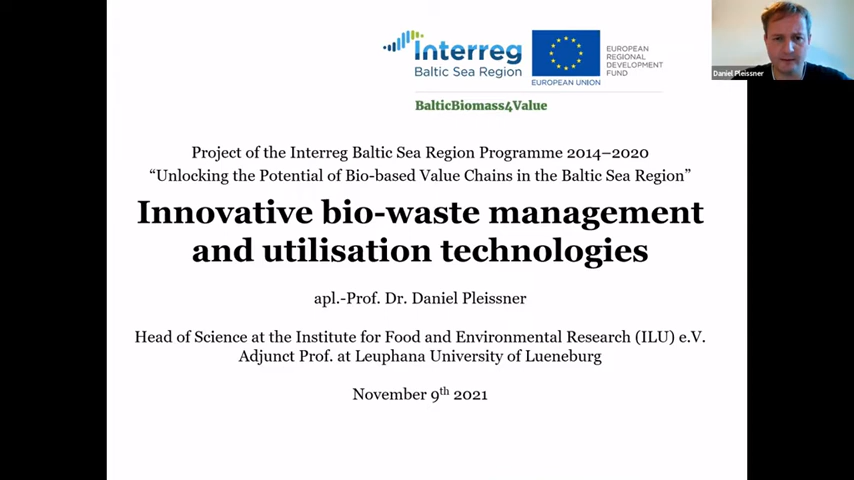 Interreg
Baltic Sea Region
EUROPEAN UNION
EUROPEAN
REGIONAL
DEVELOPMENT
FUND
Daniel Pleissner
BalticBiomass4Value
Project of the Interreg Baltic Sea Region Programme 2014–2020
“Unlocking the Potential of Bio-based Value Chains in the Baltic Sea Region”
Innovative bio-waste management
and utilisation technologies
apl.-Prof. Dr. Daniel Pleissner
Head of Science at the Institute for Food and Environmental Research (ILU) e.V.
Adjunct Prof. at Leuphana University of Lueneburg
November 9th 2021